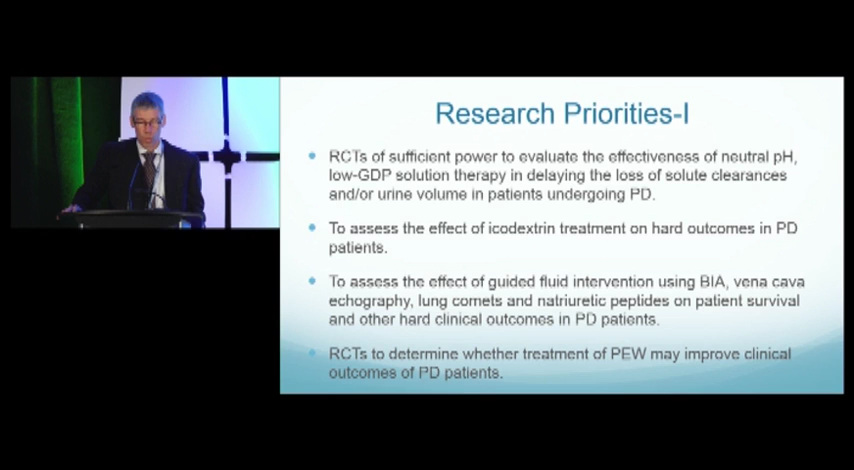 Research Priorities-I
RCTs of sufficient power to evaluate the effectiveness of neutral pH,
low-GDP solution therapy in delaying the loss of solute clearances
and/or urine volume in patients undergoing PD.
To assess the effect of icodextrin treatment on hard outcomes in PD
patients.
To assess the effect of guided fluid intervention using BIA, vena cava
echography, lung comets and natriuretic peptides on patient survival
and other hard clinical outcomes in PD patients.
RCTs to determine whether treatment of PEW may improve clinical
outcomes of PD patients.